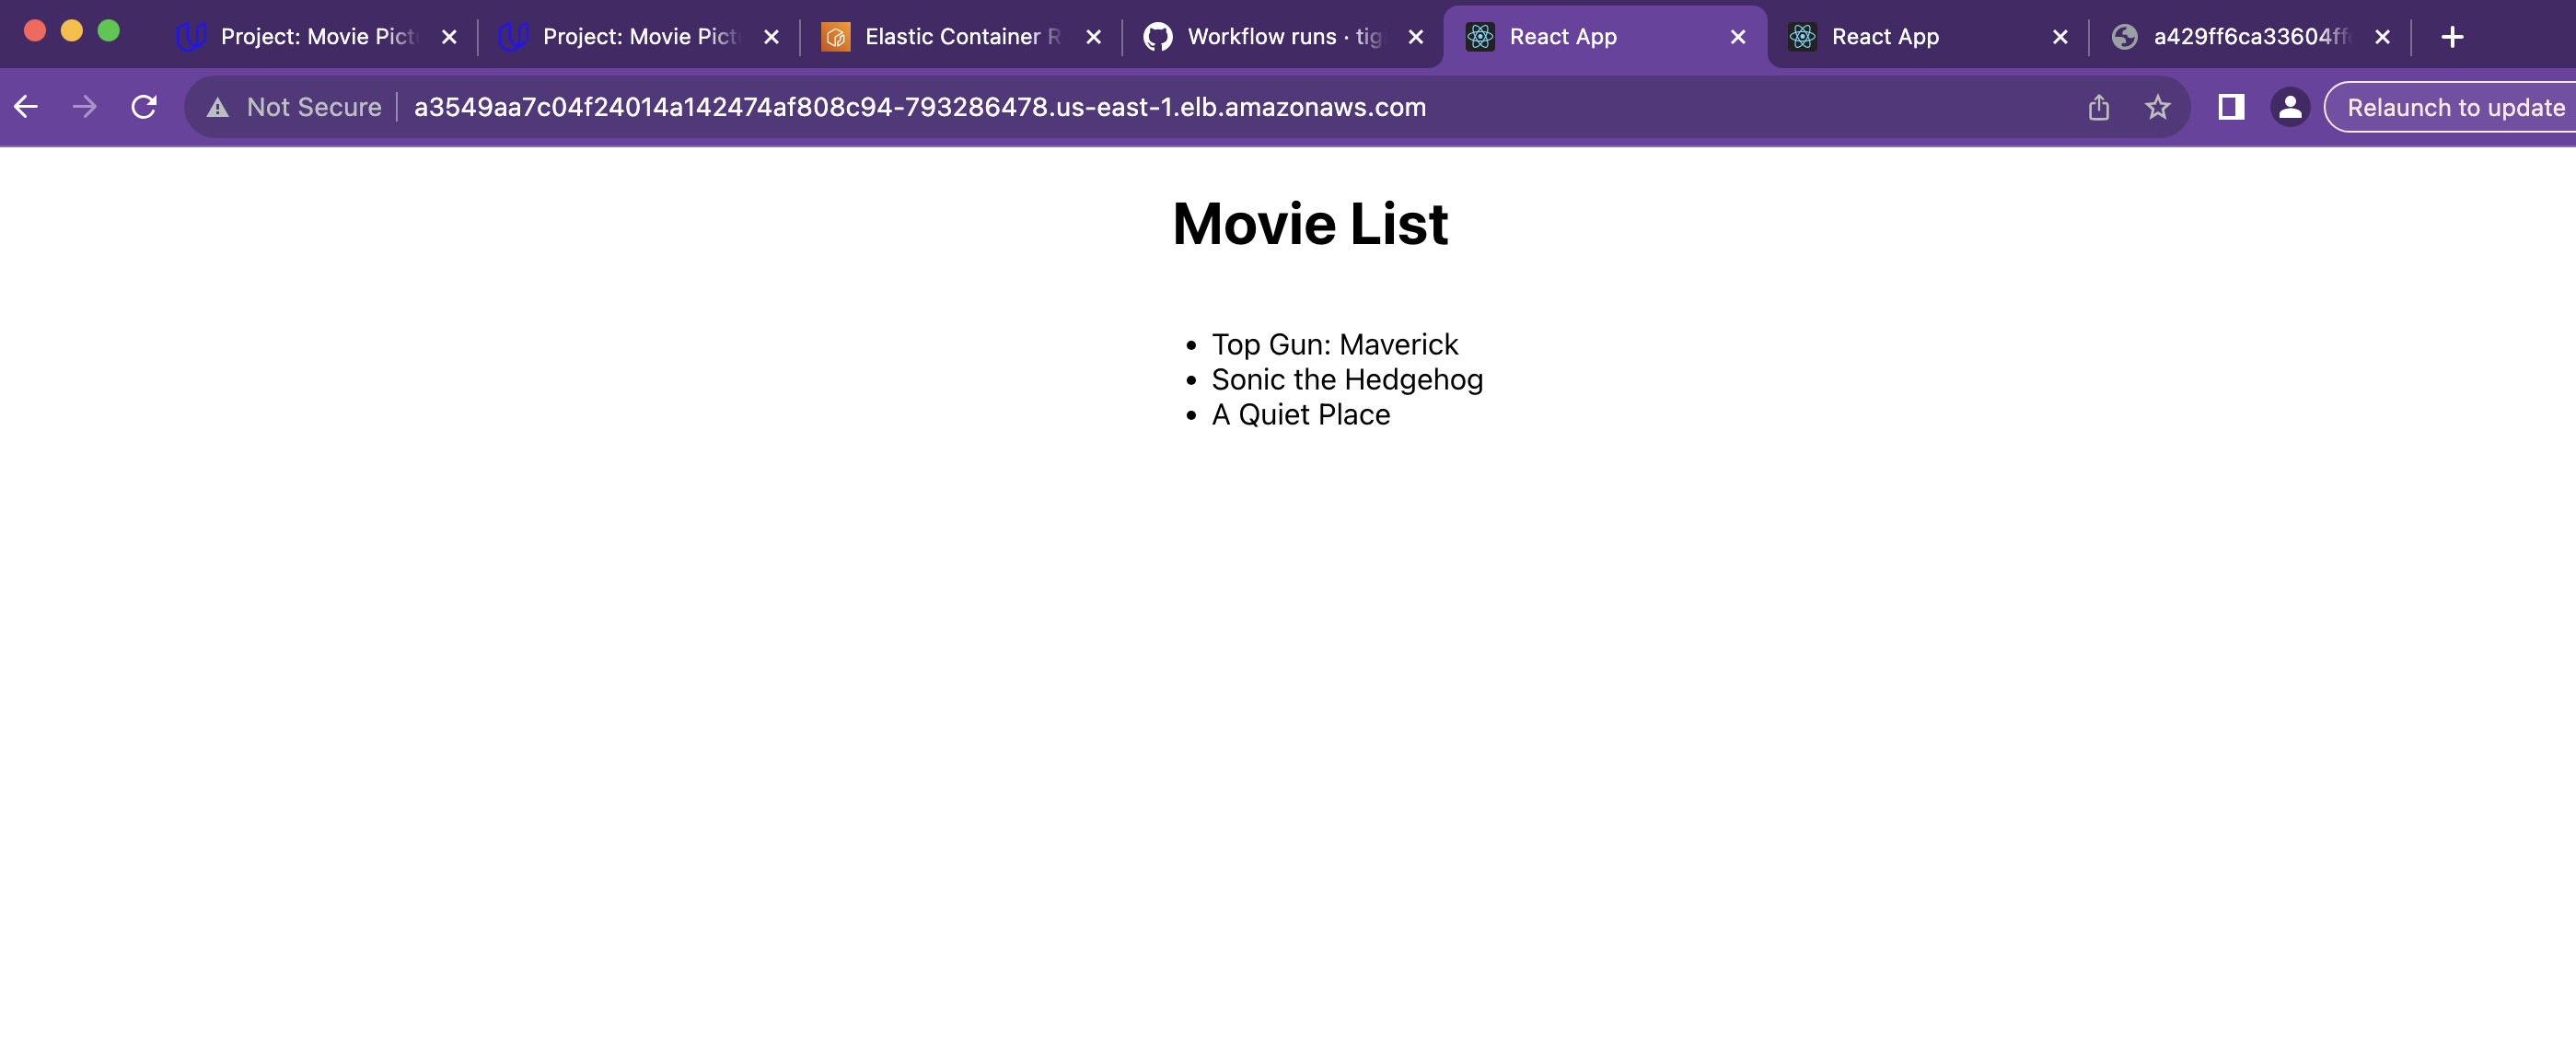 Project: Movie Pict
Project: Movie Pict
Elastic Container R
Workflow runs · tig
React App
React App
a429ff6ca33604ff
Not Secure
a3549aa7c04f24014a142474af808c94-793286478.us-east-1.elb.amazonaws.com
Relaunch to update
Movie List
• Top Gun: Maverick
• Sonic the Hedgehog
• A Quiet Place